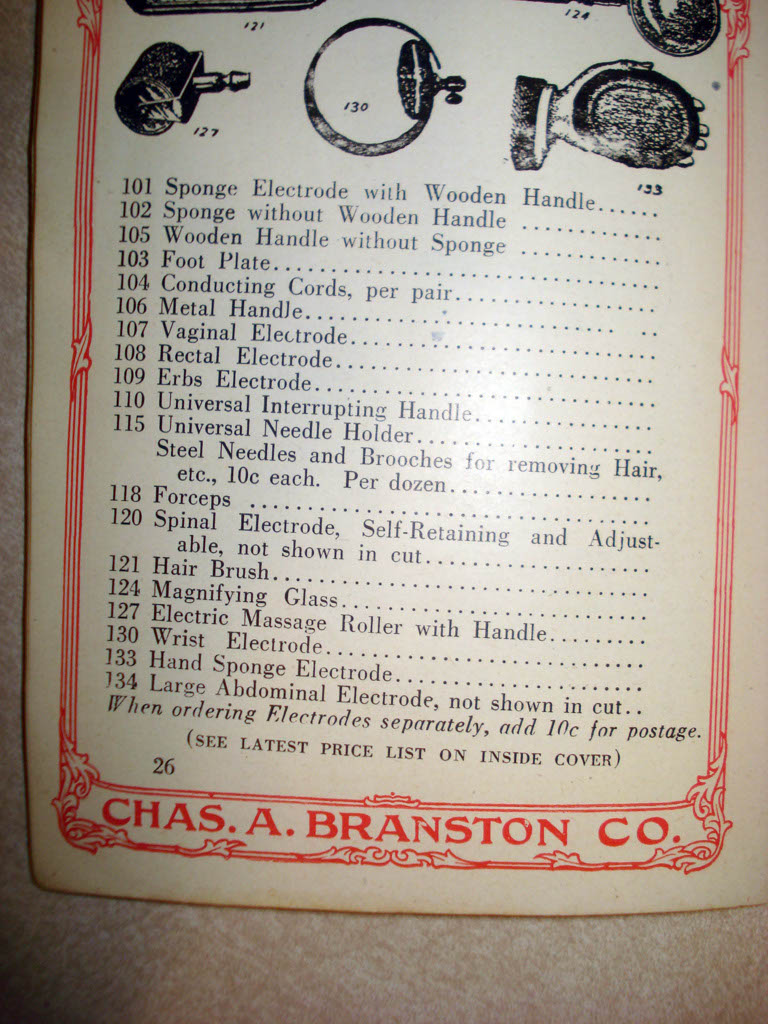 121
124
127
130
133
101 Sponge Electrode with Wooden Handle......
102 Sponge without Wooden Handle ............
105 Wooden Handle without Sponge ............
103 Foot Plate................................
104 Conducting Cords, per pair.................
106 Metal Handle.......................... ..
107 Vaginal Electrode..........................
108 Rectal Electrode...........................
109 Erbs Electrode.............................
110 Universal Interrupting Handle..............
115 Universal Needle Holder....................
Steel Needles and Brooches for removing Hair,
etc., 10c each. Per dozen.................
118 Forceps ..................................
120 Spinal Electrode, Self-Retaining and Adjust-
able, not shown in cut...................
121 Hair Brush................................
124 Magnifying Glass..........................
127 Electric Massage Roller with Handle.........
130 Wrist Electrode...........................
133 Hand Sponge Electrode.....................
134 Large Abdominal Electrode, not shown in cut..
When ordering Electrodes separately, add 10c for postage.
(SEE LATEST PRICE LIST ON INSIDE COVER)
26
CHAS. A. BRANSTON CO.